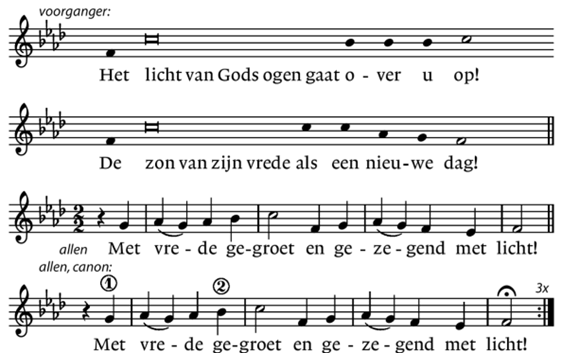 voorganger:
Het licht van Gods ogen gaat o - ver u op!
De zon van zijn vrede als een nieu - we dag!
2
2
allen Met vre - de ge - groet en ge - ze - gend met licht!
allen, canon:
① ② 3x
Met vre - de ge - groet en ge - ze - gend met licht!